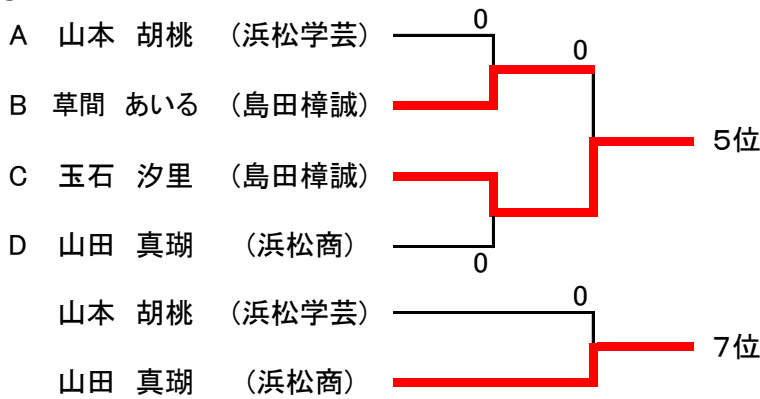 0
A 山本 胡桃 （浜松学芸）
0
B 草間 あいる （島田樟誠）
5位
C 玉石 汐里 （島田樟誠）
D 山田 真瑚 （浜松商）
0
0
山本 胡桃 （浜松学芸）
7位
山田 真瑚 （浜松商）